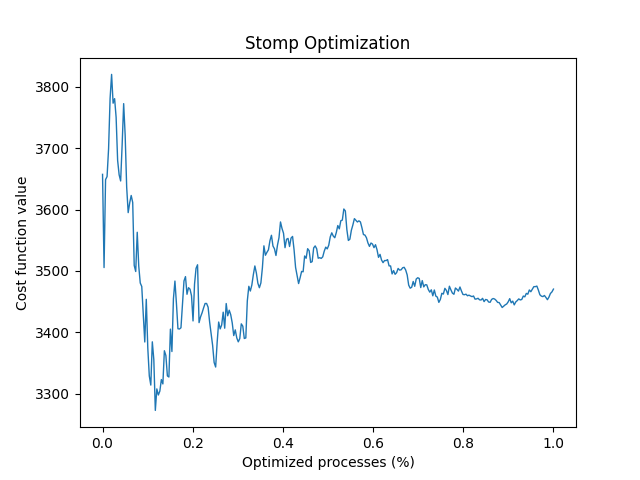 Stomp Optimization
Cost function value
3800
3700
3600
3500
3400
3300
0.0 0.2 0.4 0.6 0.8 1.0
Optimized processes (%)